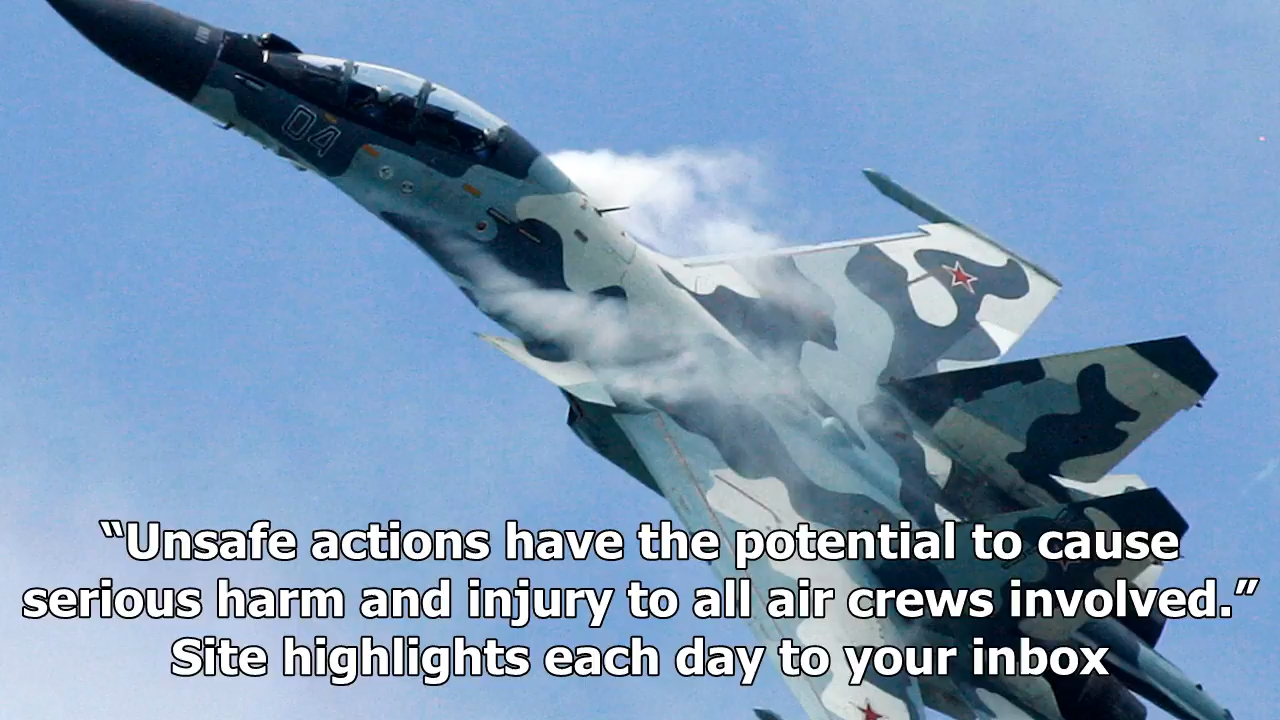 04
“Unsafe actions have the potential to cause
serious harm and injury to all air crews involved.”
Site highlights each day to your inbox